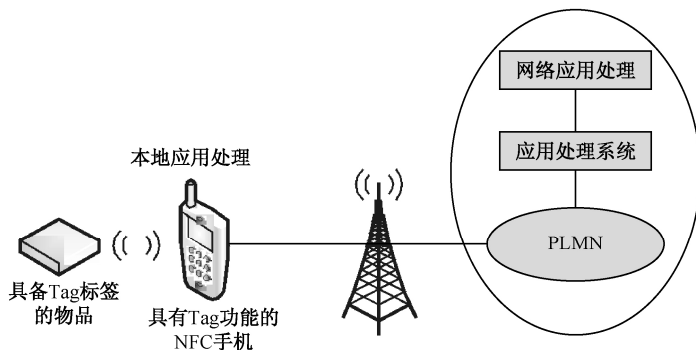 网络应用处理
应用处理系统
PLMN
本地应用处理
具备Tag标签
的物品
具有Tag功能的
NFC手机